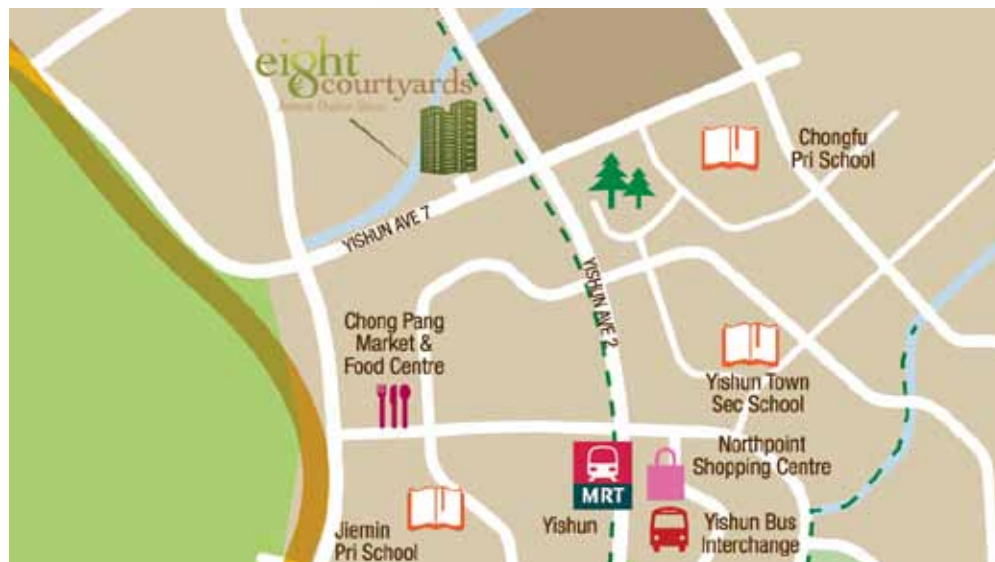 eight
courtyards
Chongfu
Pri School
YISHUN AVE 7
YISHUN AVE 2
Chong Pang
Market &
Food Centre
Yishun Town
Sec School
Northpoint
Shopping Centre
MRT
Yishun
Yishun Bus
Interchange
Jiemin
Pri School